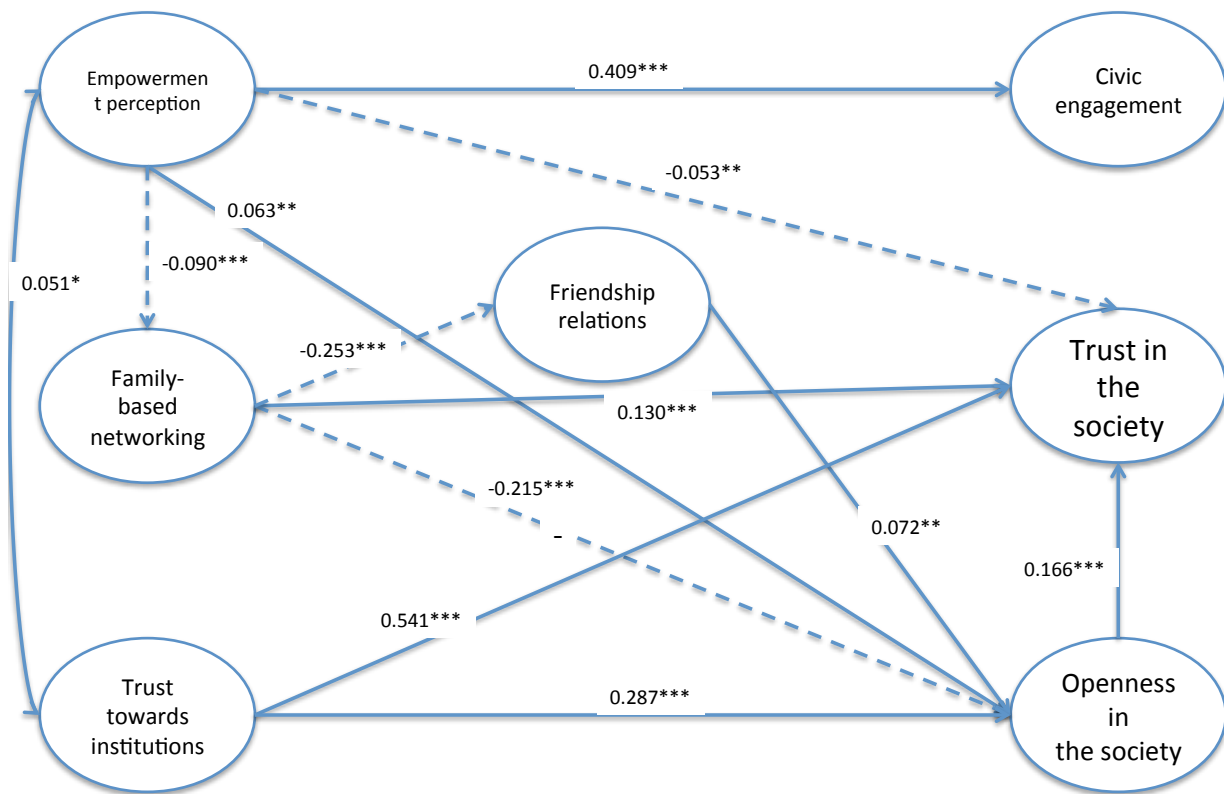 Empowermen
t perception
0.409***
Civic
engagement
-0.053**
0.063**
-0.090***
0.051*
Friendship
relations
-0.253***
Family-
based
networking
0.130***
Trust in
the
society
-0.215***
-
0.072**
0.166***
0.541***
Trust
towards
institutions
0.287***
Openness
in
the society